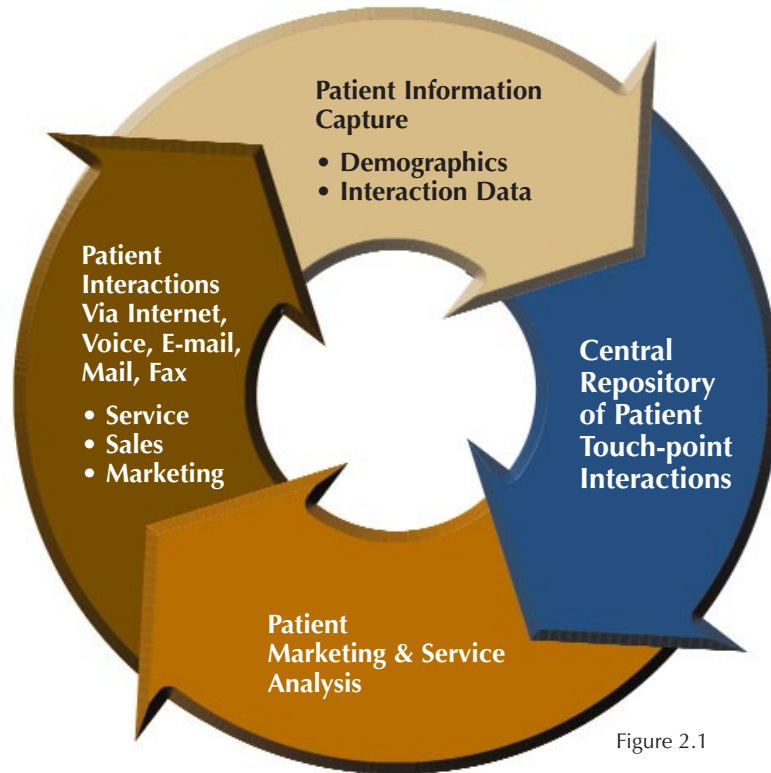 Patient Information
Capture
• Demographics
• Interaction Data
Central
Repository
of Patient
Touch-point
Interactions
Patient
Marketing & Service
Analysis
Patient
Interactions
Via Internet,
Voice, E-mail,
Mail, Fax
• Service
• Sales
• Marketing
Figure 2.1